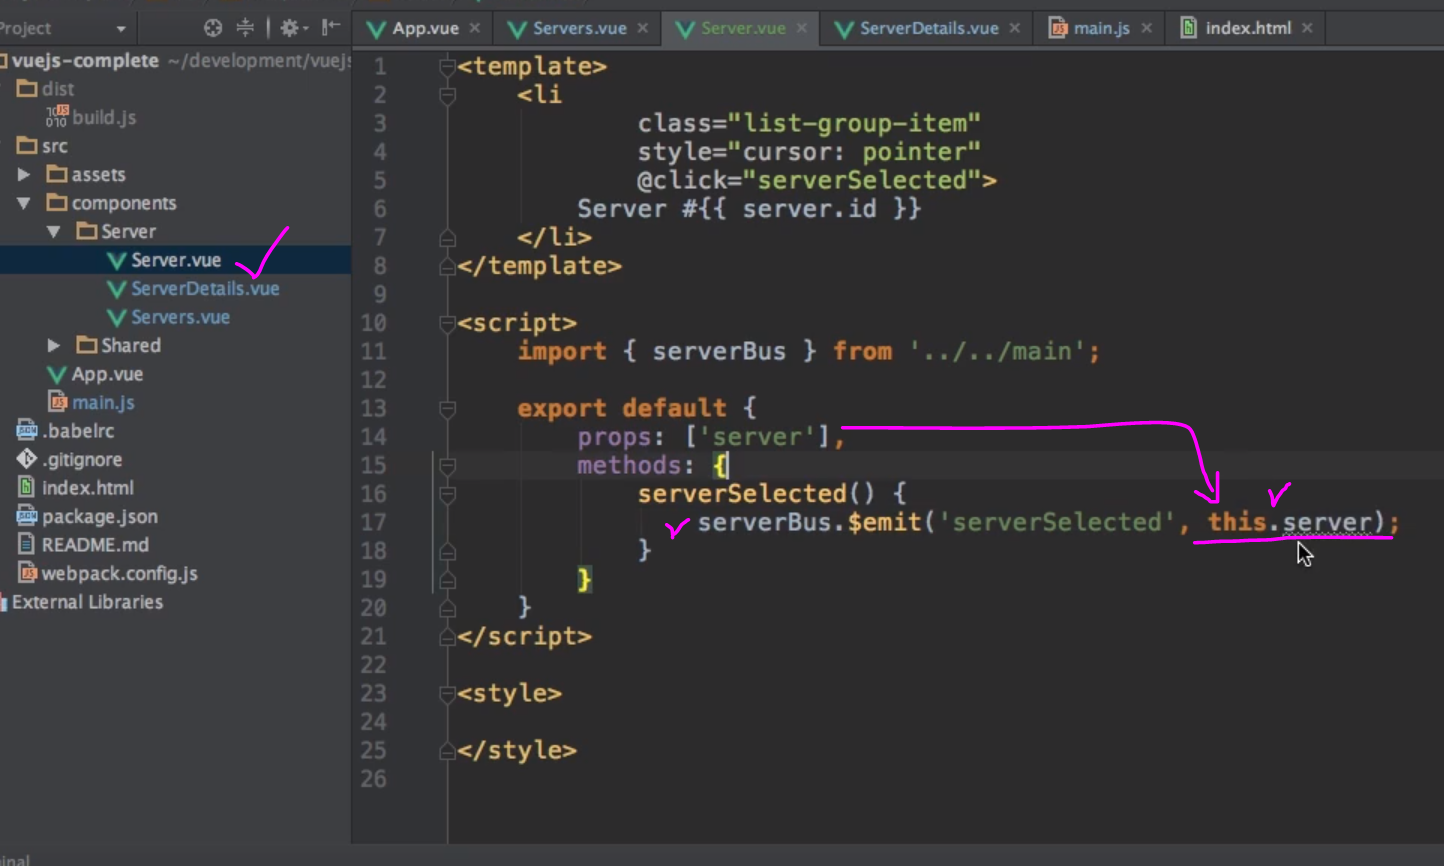 Project
App.vue
Servers.vue
Server.vue
ServerDetails.vue
main.js
index.html
vuejs-complete ~/development/vuejs
dist
build.js
src
assets
components
Server
Server.vue
ServerDetails.vue
Servers.vue
Shared
App.vue
main.js
.babelrc
.gitignore
index.html
package.json
README.md
webpack.config.js
External Libraries
1 <template>
2 <li
3 class="list-group-item"
4 style="cursor: pointer"
5 @click="serverSelected">
6 Server #{{ server.id }}
7 </li>
8 </template>
9
10 <script>
11 import { serverBus } from '../../main';
12
13 export default {
14 props: ['server'],
15 methods: {
16 serverSelected() {
17 serverBus.$emit('serverSelected', this.server);
18 }
19 }
20 }
21 </script>
22
23 <style>
24
25 </style>
26